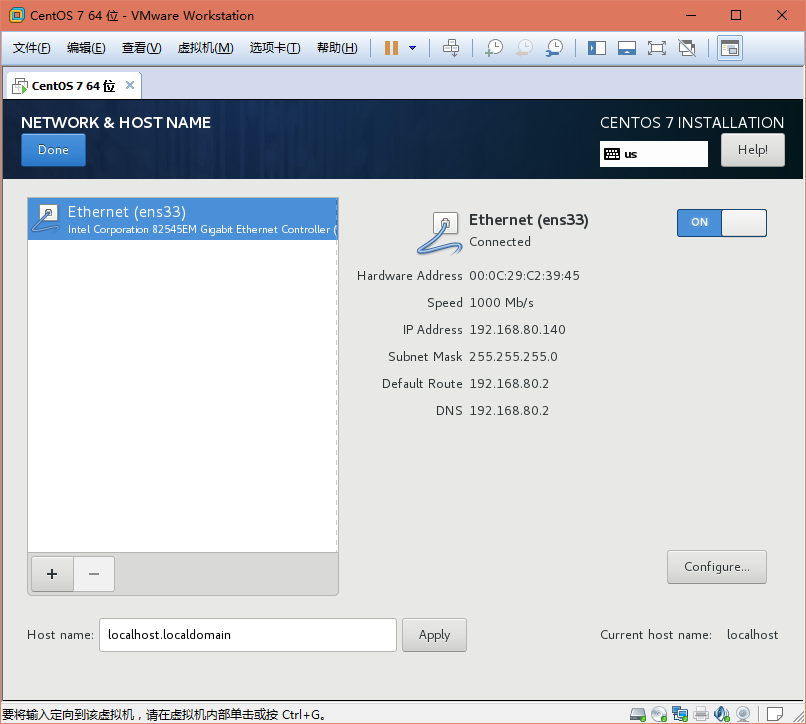 CentOS 7 64 位 - VMware Workstation
文件(F) 编辑(E) 查看(V) 虚拟机(M) 选项卡(T) 帮助(H)
CentOS 7 64 位
NETWORK & HOST NAME
CENTOS 7 INSTALLATION
Done
us
Help!
Ethernet (ens33)
Intel Corporation 82545EM Gigabit Ethernet Controller (
Ethernet (ens33)
Connected
ON
Hardware Address 00:0C:29:C2:39:45
Speed 1000 Mb/s
IP Address 192.168.80.140
Subnet Mask 255.255.255.0
Default Route 192.168.80.2
DNS 192.168.80.2
+ −
Configure...
Host name: localhost.localdomain Apply Current host name: localhost
要将输入定向到该虚拟机，请在虚拟机内部单击或按 Ctrl+G。